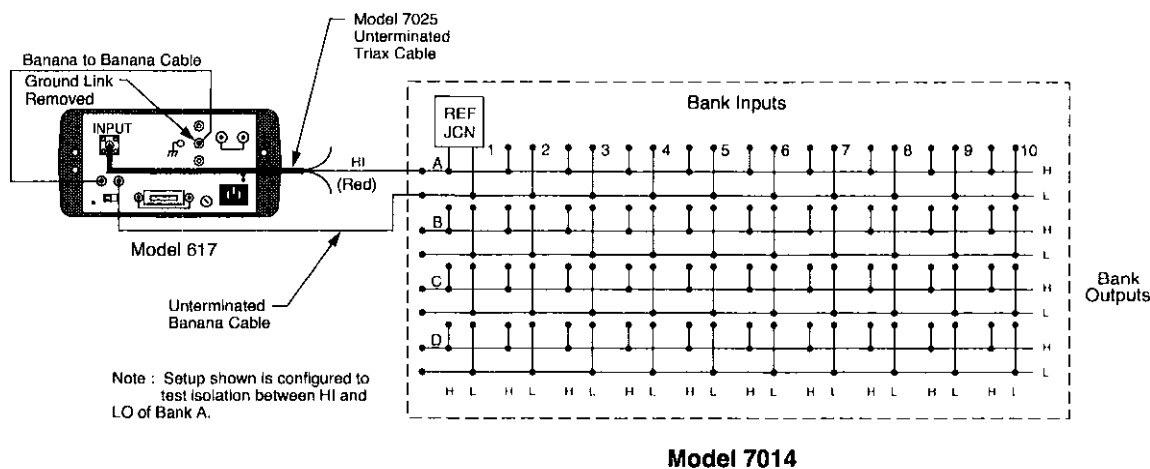 Model 7025
Unterminated
Triax Cable
Banana to Banana Cable
Ground Link
Removed
Bank Inputs
REF
JCN
INPUT
1 2 3 4 5 6 7 8 9 10
HI
(Red)
A
H
L
B
H
L
Model 617
C
H
L
Bank
Outputs
Unterminated
Banana Cable
D
H
L
Note : Setup shown is configured to
test isolation between HI and
LO of Bank A.
H L H L H L H L H L H L H L H L H L H L
Model 7014